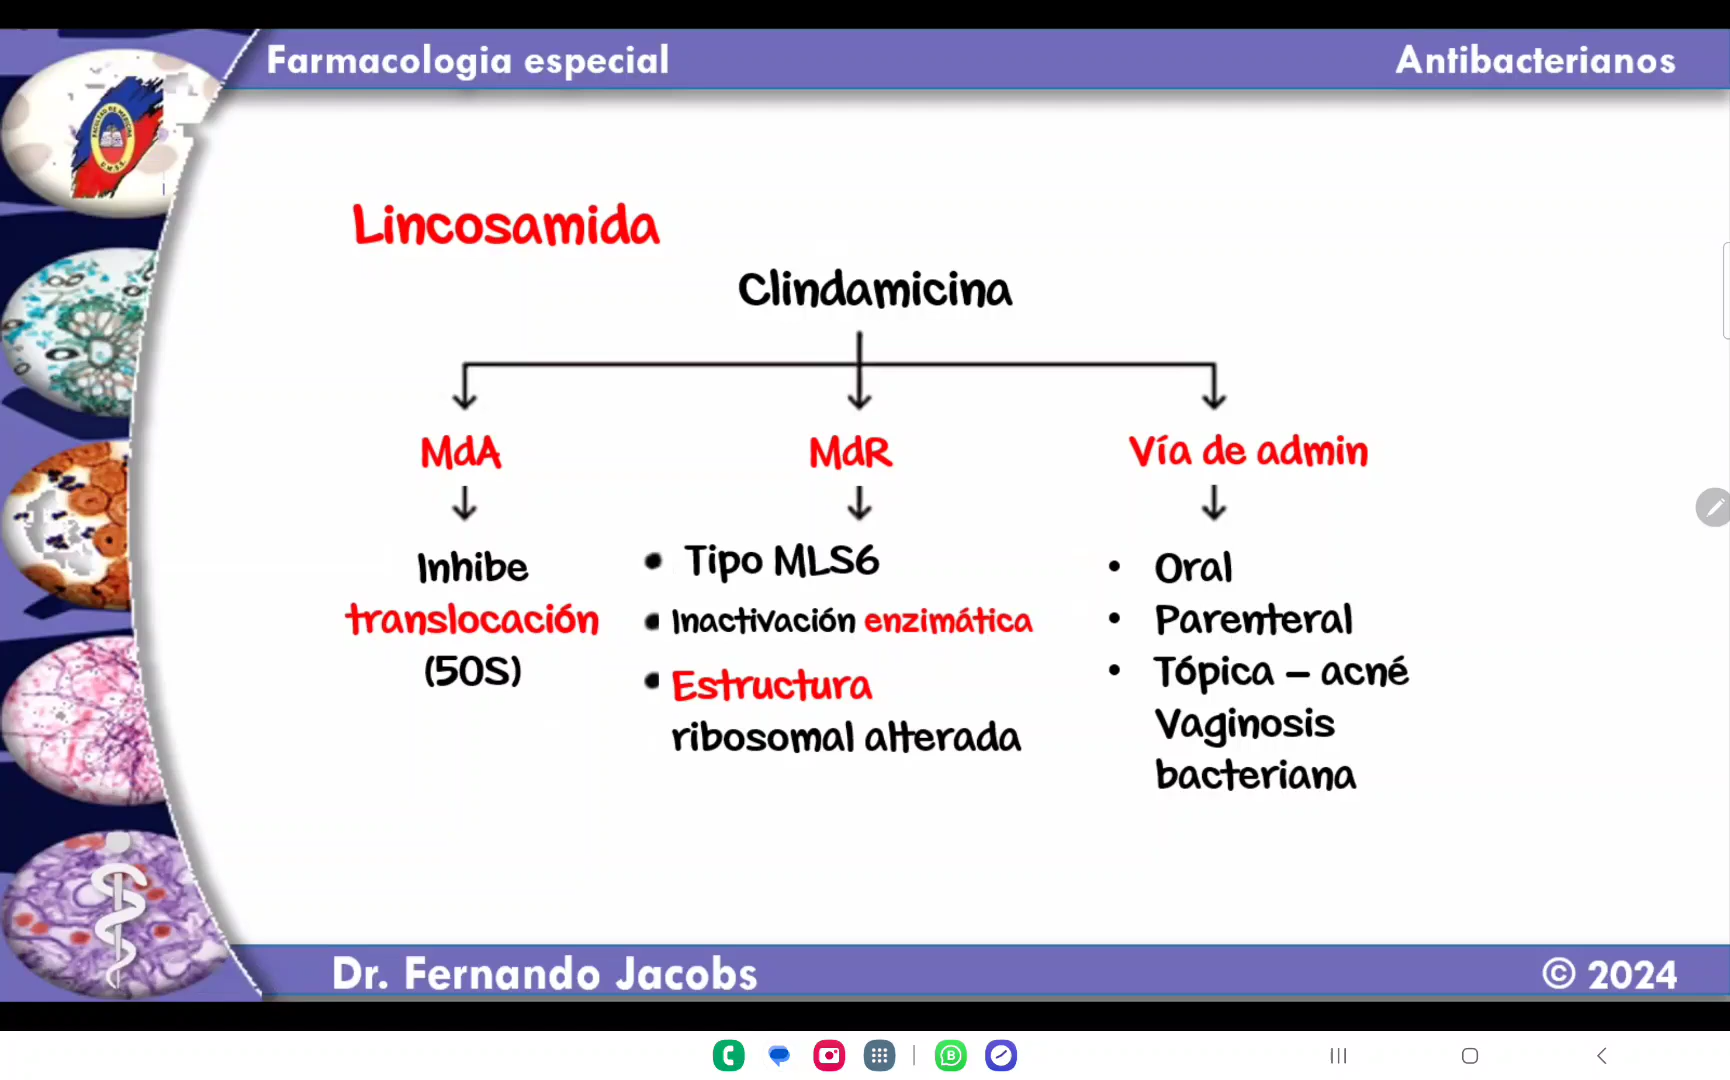 Farmacologia especial
Antibacterianos
Lincosamida
Clindamicina
MdA
MdR
Vía de admin
Inhibe
translocación
(50S)
• Tipo MLS6
• Inactivación enzimática
• Estructura
ribosomal alterada
• Oral
• Parenteral
• Tópica – acné
Vaginosis
bacteriana
Dr. Fernando Jacobs
© 2024